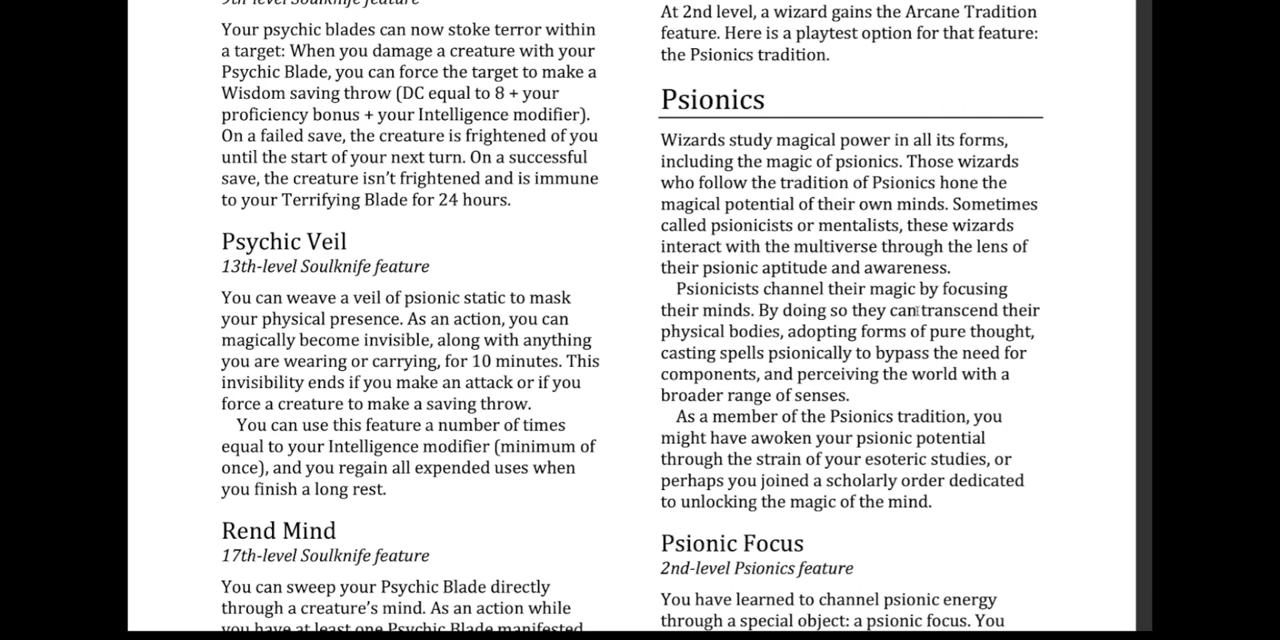 9th-level Soulknife feature
Your psychic blades can now stoke terror within
a target: When you damage a creature with your
Psychic Blade, you can force the target to make a
Wisdom saving throw (DC equal to 8 + your
proficiency bonus + your Intelligence modifier).
On a failed save, the creature is frightened of you
until the start of your next turn. On a successful
save, the creature isn’t frightened and is immune
to your Terrifying Blade for 24 hours.
Psychic Veil
13th-level Soulknife feature
You can weave a veil of psionic static to mask
your physical presence. As an action, you can
magically become invisible, along with anything
you are wearing or carrying, for 10 minutes. This
invisibility ends if you make an attack or if you
force a creature to make a saving throw.
You can use this feature a number of times
equal to your Intelligence modifier (minimum of
once), and you regain all expended uses when
you finish a long rest.
Rend Mind
17th-level Soulknife feature
You can sweep your Psychic Blade directly
through a creature’s mind. As an action while
you have at least one Psychic Blade manifested
At 2nd level, a wizard gains the Arcane Tradition
feature. Here is a playtest option for that feature:
the Psionics tradition.
Psionics
Wizards study magical power in all its forms,
including the magic of psionics. Those wizards
who follow the tradition of Psionics hone the
magical potential of their own minds. Sometimes
called psionicists or mentalists, these wizards
interact with the multiverse through the lens of
their psionic aptitude and awareness.
Psionicists channel their magic by focusing
their minds. By doing so they can transcend their
physical bodies, adopting forms of pure thought,
casting spells psionically to bypass the need for
components, and perceiving the world with a
broader range of senses.
As a member of the Psionics tradition, you
might have awoken your psionic potential
through the strain of your esoteric studies, or
perhaps you joined a scholarly order dedicated
to unlocking the magic of the mind.
Psionic Focus
2nd-level Psionics feature
You have learned to channel psionic energy
through a special object: a psionic focus. You